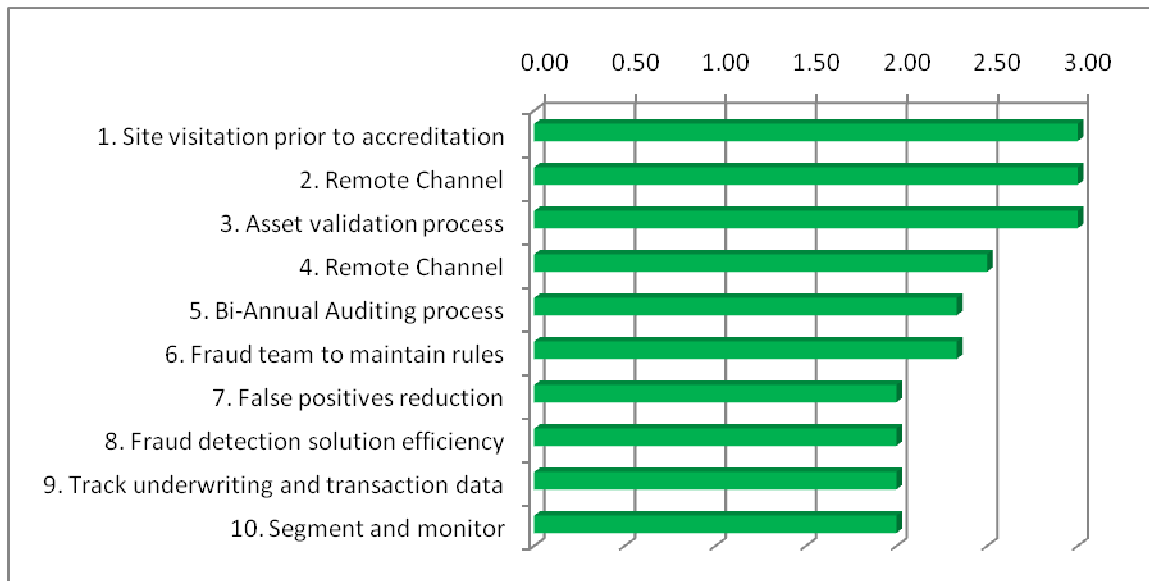 0.00 0.50 1.00 1.50 2.00 2.50 3.00
1. Site visitation prior to accreditation
2. Remote Channel
3. Asset validation process
4. Remote Channel
5. Bi-Annual Auditing process
6. Fraud team to maintain rules
7. False positives reduction
8. Fraud detection solution efficiency
9. Track underwriting and transaction data
10. Segment and monitor